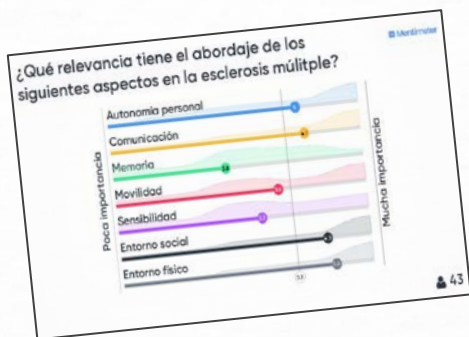 ¿Qué relevancia tiene el abordaje de los
siguientes aspectos en la esclerosis múlitple?
Mentimeter
Poca importancia
Autonomía personal
Comunicación
Memoria
Movilidad
Sensibilidad
Entorno social
Entorno físico
Mucha importancia
43